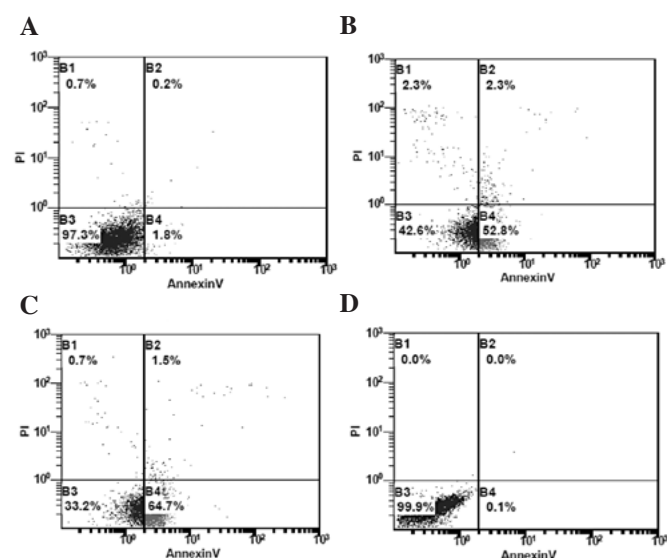 A
10³
B1
0.7%
B2
0.2%
10²
PI
10¹
10⁰
B3
97.3%
B4
1.8%
10⁰ 10¹ 10² 10³
AnnexinV
B
10³
B1
2.3%
B2
2.3%
10²
PI
10¹
10⁰
B3
42.6%
B4
52.8%
10⁰ 10¹ 10² 10³
AnnexinV
C
10³
B1
0.7%
B2
1.5%
10²
PI
10¹
10⁰
B3
33.2%
B4
64.7%
10⁰ 10¹ 10² 10³
AnnexinV
D
10³
B1
0.0%
B2
0.0%
10²
PI
10¹
10⁰
B3
99.9%
B4
0.1%
10⁰ 10¹ 10² 10³
AnnexinV